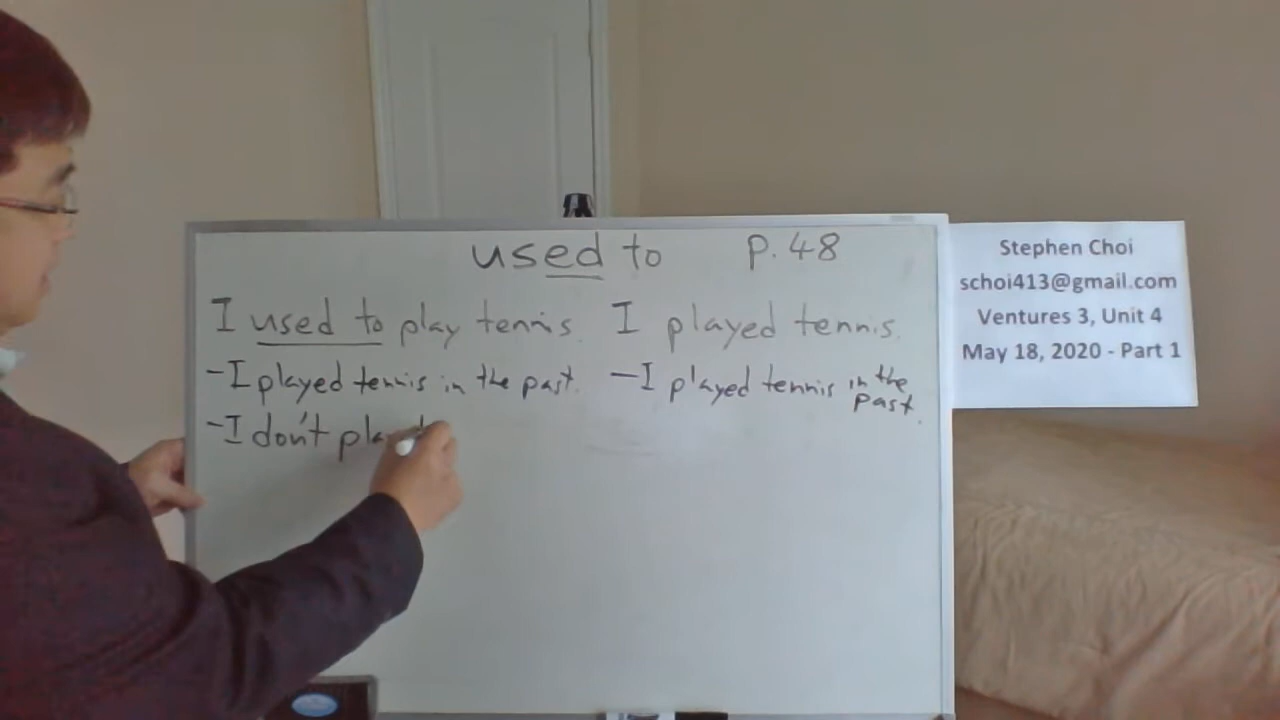 used to p. 48
I used to play tennis. I played tennis.
- I played tennis in the past. - I played tennis in the past.
- I don't play
Stephen Choi
schoi413@gmail.com
Ventures 3, Unit 4
May 18, 2020 - Part 1